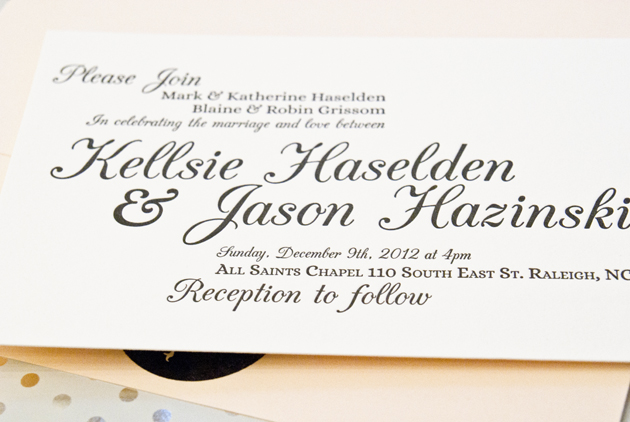 Please Join
Mark & Katherine Haselden
Blaine & Robin Grissom
In celebrating the marriage and love between
Kellsie Haselden
& Jason Hazinski
Sunday, December 9th, 2012 at 4pm
All Saints Chapel 110 South East St. Raleigh, NC
Reception to follow